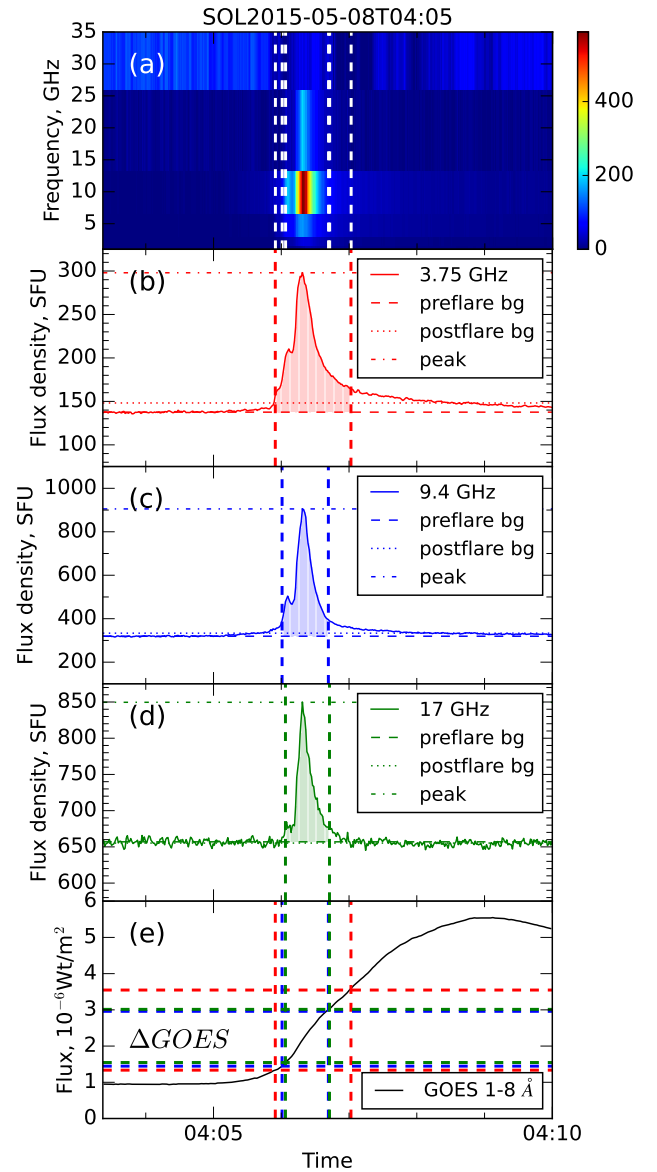 SOL2015-05-08T04:05
(a)
Frequency, GHz
35
30
25
20
15
10
5
400
200
0
(b)
Flux density, SFU
300
250
200
150
100
3.75 GHz
preflare bg
postflare bg
peak
(c)
Flux density, SFU
1000
800
600
400
200
9.4 GHz
preflare bg
postflare bg
peak
(d)
Flux density, SFU
850
800
750
700
650
600
17 GHz
preflare bg
postflare bg
peak
(e)
Flux, 10⁻⁶Wt/m²
6
5
4
3
2
1
0
ΔGOES
GOES 1-8 Å
04:05
04:10
Time